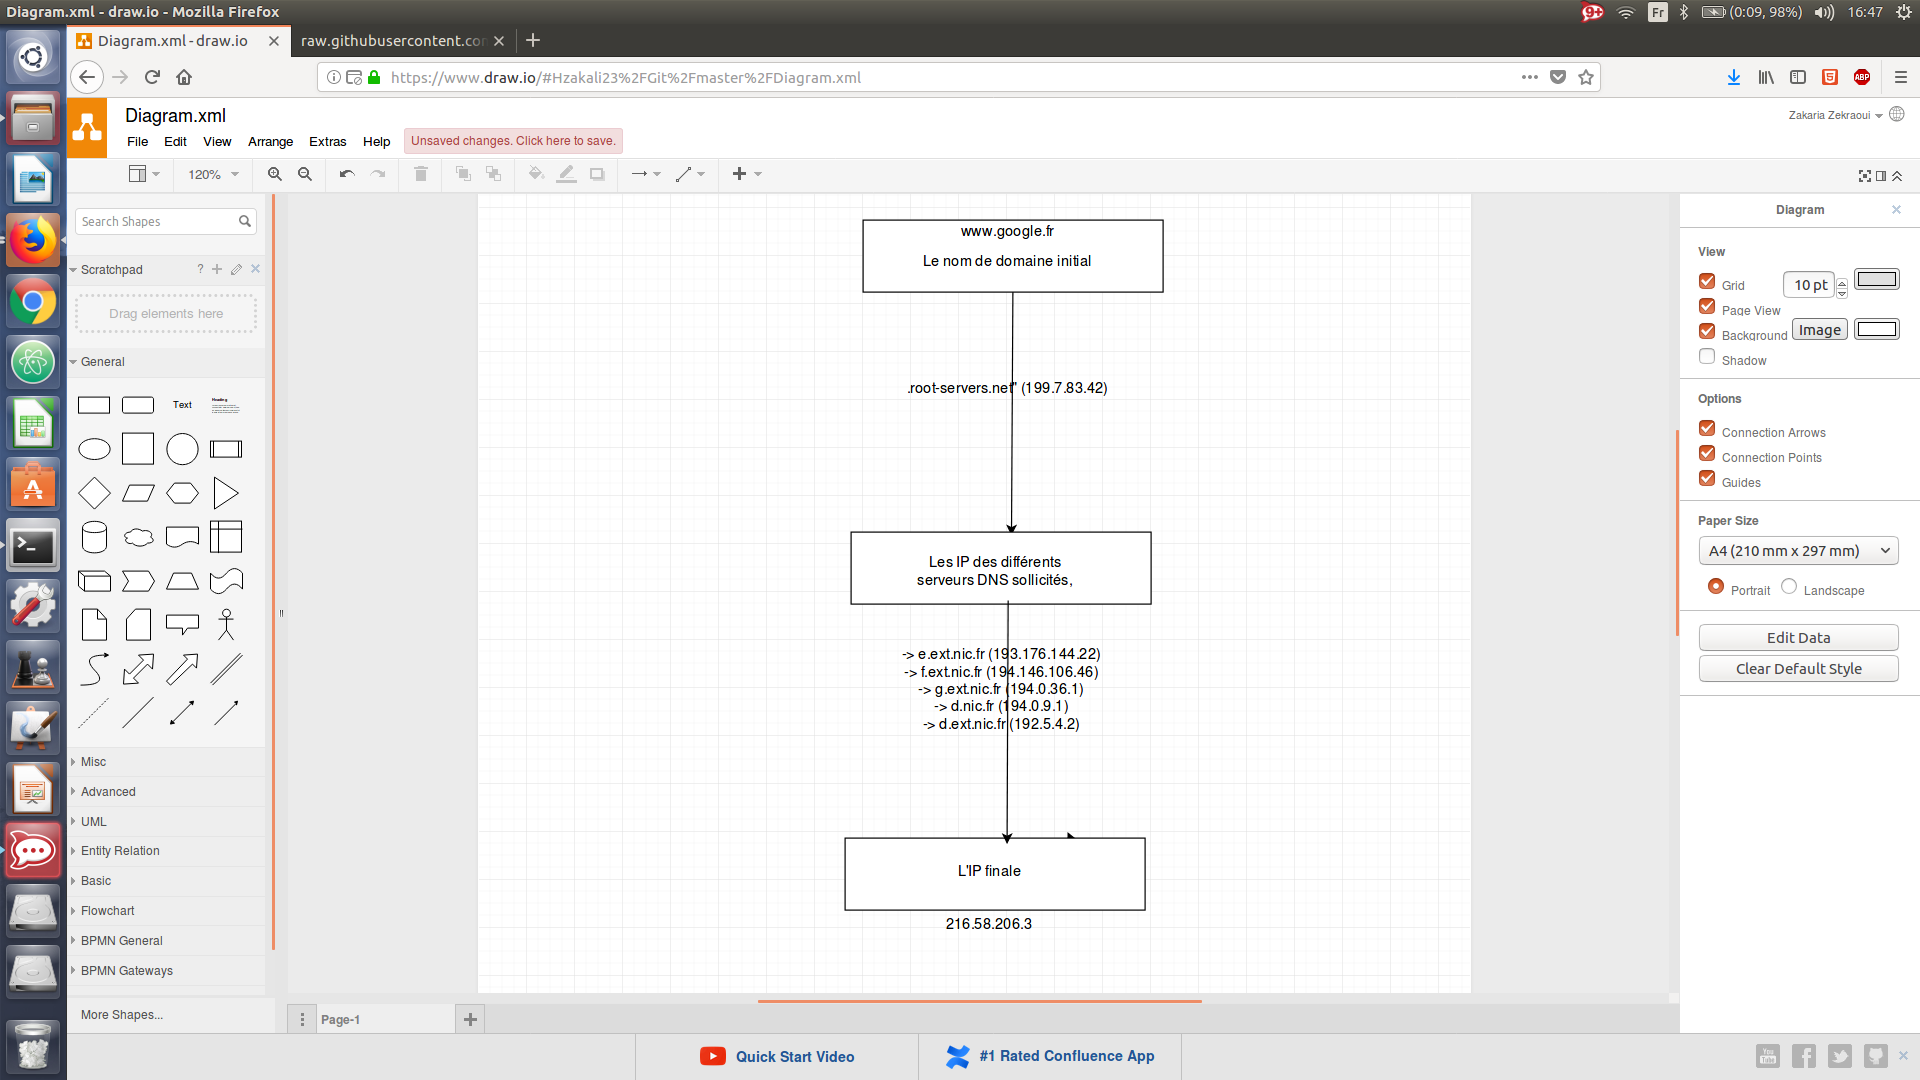 Diagram.xml - draw.io - Mozilla Firefox
9+
Fr
(0:09, 98%)
16:47
Diagram.xml - draw.io
raw.githubusercontent.co
https://www.draw.io/#Hzakali23%2FGit%2Fmaster%2FDiagram.xml
ABP
Diagram.xml
Zakaria Zekraoui
File Edit View Arrange Extras Help
Unsaved changes. Click here to save.
120%
Search Shapes
Scratchpad
?
Drag elements here
General
Text
Heading
Misc
Advanced
UML
Entity Relation
Basic
Flowchart
BPMN General
BPMN Gateways
More Shapes...
www.google.fr
Le nom de domaine initial
.root-servers.net" (199.7.83.42)
Les IP des différents
serveurs DNS sollicités,
-> e.ext.nic.fr (193.176.144.22)
-> f.ext.nic.fr (194.146.106.46)
-> g.ext.nic.fr (194.0.36.1)
-> d.nic.fr (194.0.9.1)
-> d.ext.nic.fr (192.5.4.2)
L'IP finale
216.58.206.3
Diagram
View
Grid
10 pt
Page View
Background
Image
Shadow
Options
Connection Arrows
Connection Points
Guides
Paper Size
A4 (210 mm x 297 mm)
Portrait
Landscape
Edit Data
Clear Default Style
Page-1
Quick Start Video
#1 Rated Confluence App
You Tube